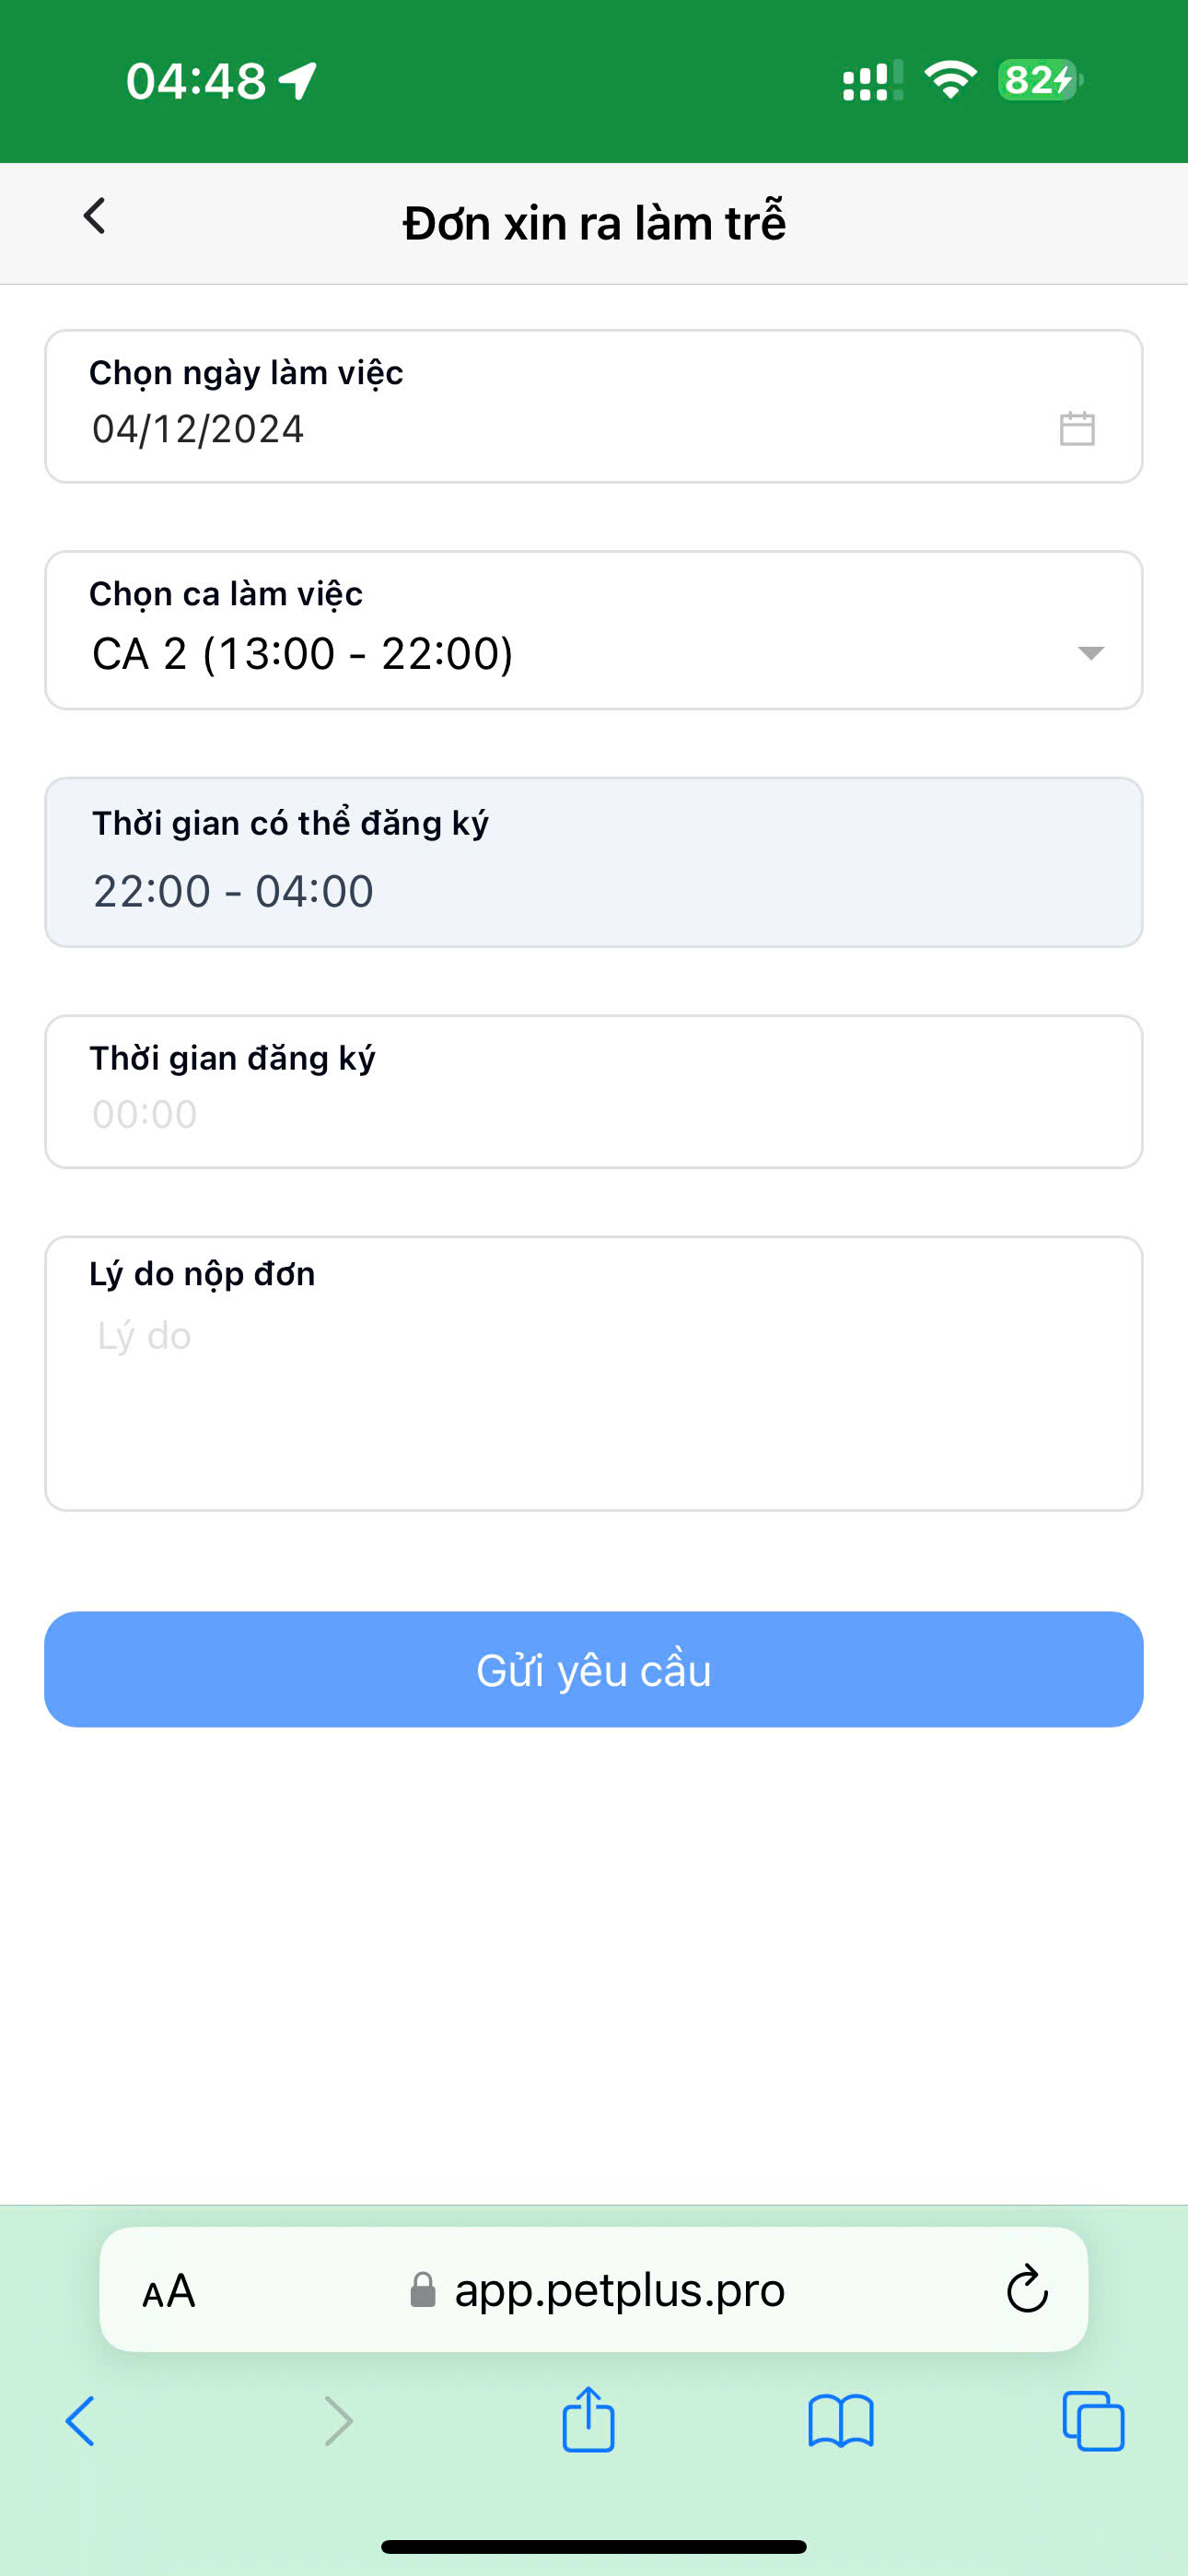 04:48
82
Đơn xin ra làm trễ
Chọn ngày làm việc
04/12/2024
Chọn ca làm việc
CA 2 (13:00 - 22:00)
Thời gian có thể đăng ký
22:00 - 04:00
Thời gian đăng ký
00:00
Lý do nộp đơn
Lý do
Gửi yêu cầu
AA app.petplus.pro